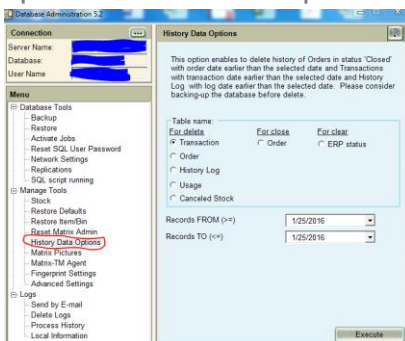 Database Administration 5.2
Connection
Server Name:
Database:
User Name
Menu
Database Tools
Backup
Restore
Activate Jobs
Reset SQL User Password
Network Settings
Replications
SQL script running
Manage Tools
Stock
Restore Defaults
Restore Item/Bin
Reset Matrix Admin
History Data Options
Matrix Pictures
Matrix-TM Agent
Fingerprint Settings
Advanced Settings
Logs
Send by E-mail
Delete Logs
Process History
Local Information
History Data Options
This option enables to delete history of Orders in status 'Closed'
with order date earlier than the selected date and Transactions
with transaction date earlier than the selected date and History
Log with log date earlier than the selected date. Please consider
backing-up the database before delete.
Table name:
For delete For close For clear
Transaction Order ERP status
Order
History Log
Usage
Canceled Stock
Records FROM (>=) 1/25/2016
Records TO (<=) 1/25/2016
Execute